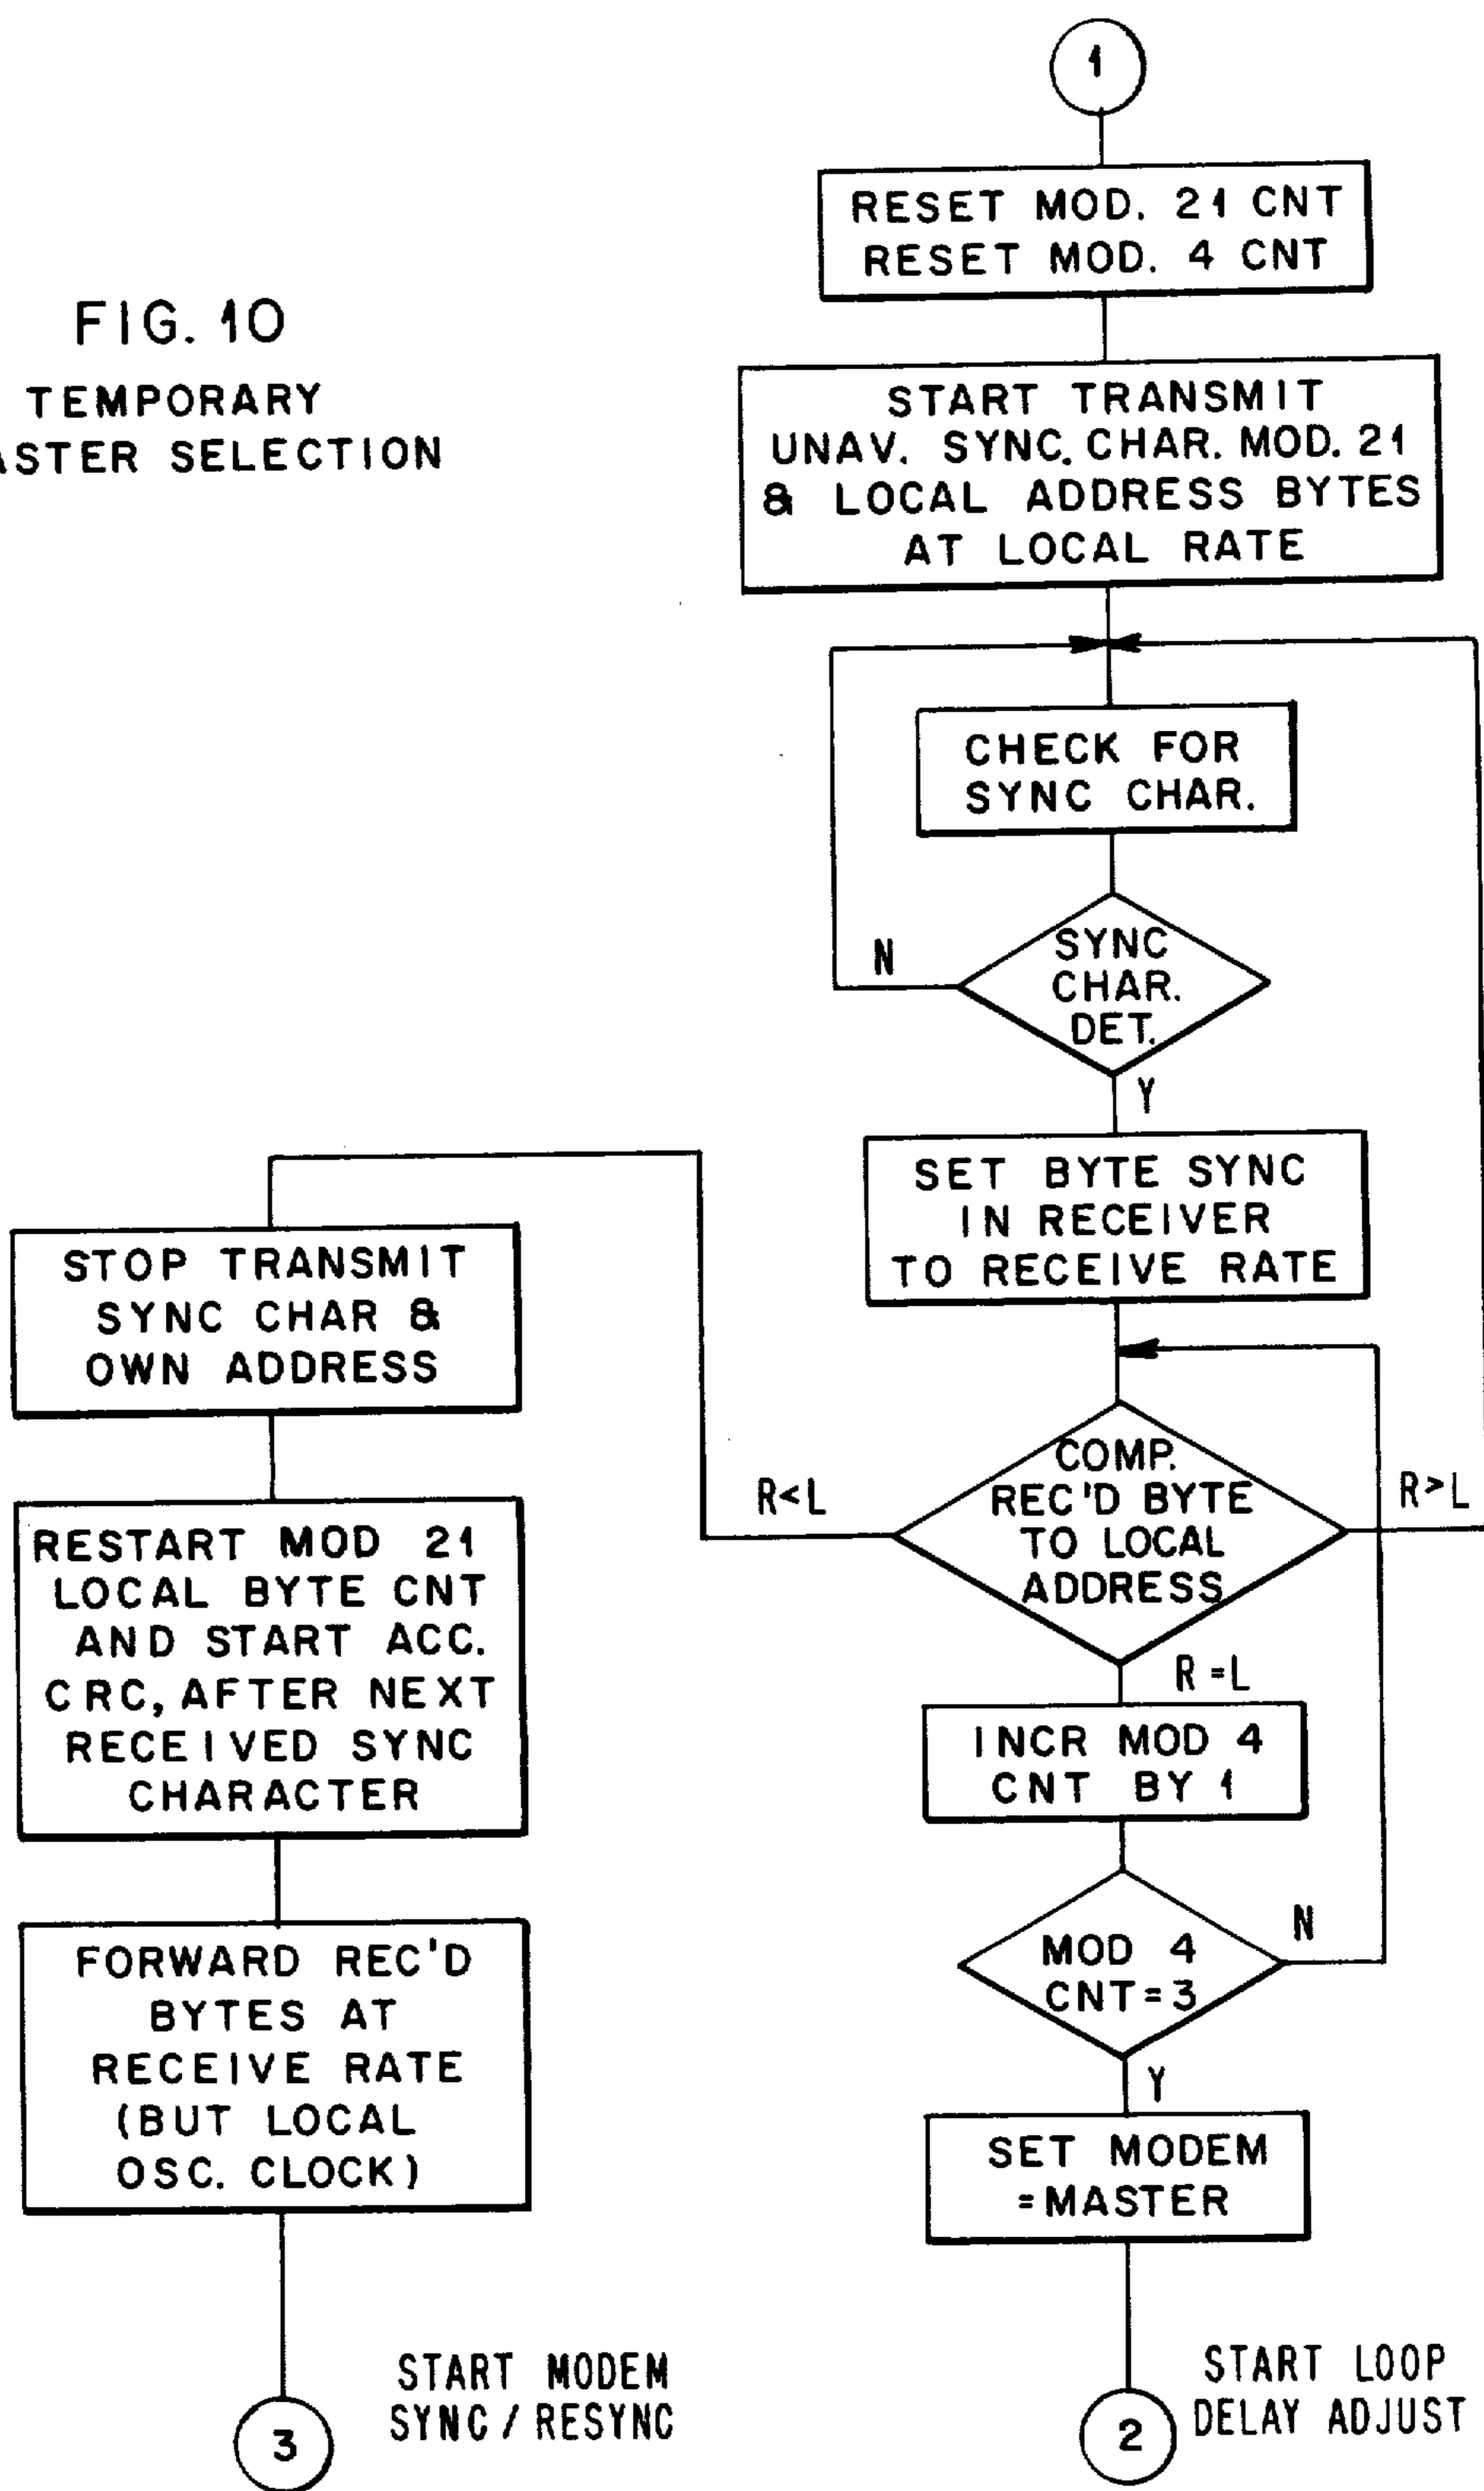 1
RESET MOD. 21 CNT
RESET MOD. 4 CNT
FIG. 10
TEMPORARY
ASTER SELECTION
START TRANSMIT
UNAV. SYNC. CHAR. MOD. 21
& LOCAL ADDRESS BYTES
AT LOCAL RATE
CHECK FOR
SYNC CHAR.
SYNC
CHAR.
DET.
N
Y
SET BYTE SYNC
IN RECEIVER
TO RECEIVE RATE
COMP.
REC'D BYTE
TO LOCAL
ADDRESS
R<L
R>L
R=L
STOP TRANSMIT
SYNC CHAR &
OWN ADDRESS
RESTART MOD 21
LOCAL BYTE CNT
AND START ACC.
CRC, AFTER NEXT
RECEIVED SYNC
CHARACTER
FORWARD REC'D
BYTES AT
RECEIVE RATE
(BUT LOCAL
OSC. CLOCK)
START MODEM
SYNC / RESYNC
3
INCR MOD 4
CNT BY 1
MOD 4
CNT=3
N
Y
SET MODEM
=MASTER
START LOOP
DELAY ADJUST
2